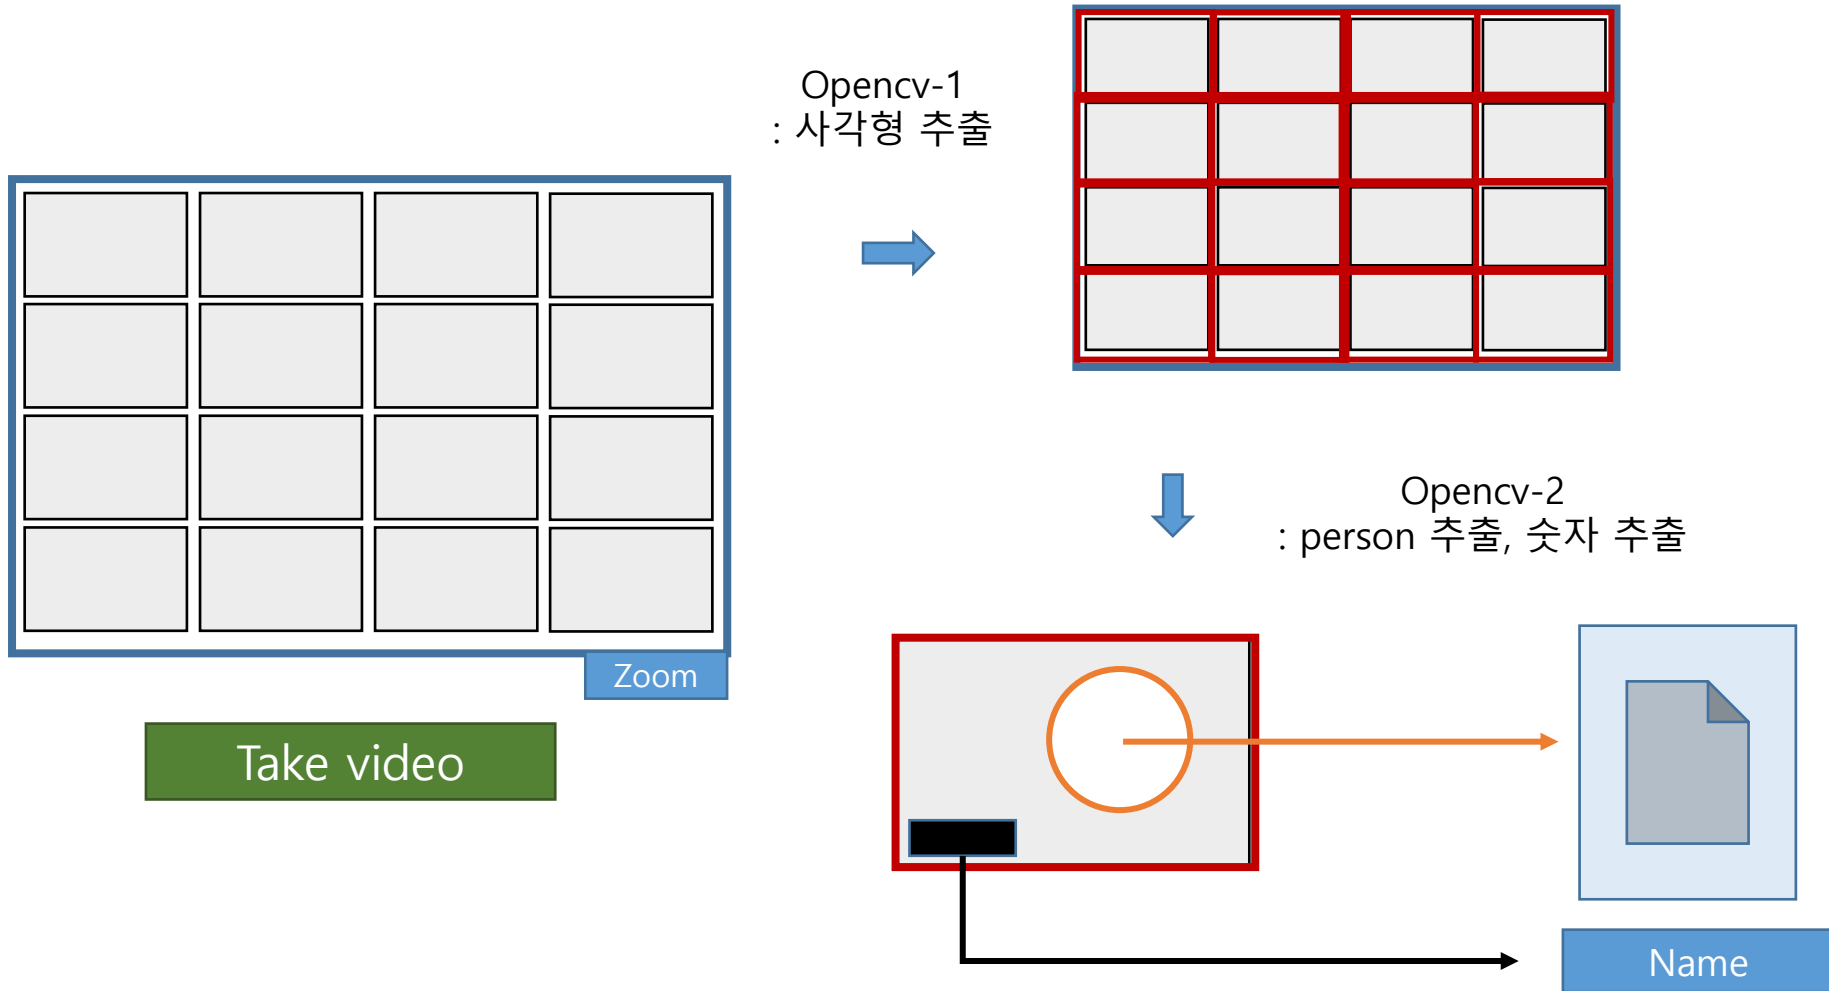 Opencv-1
: 사각형 추출
Zoom
Take video
Opencv-2
: person 추출, 숫자 추출
Name